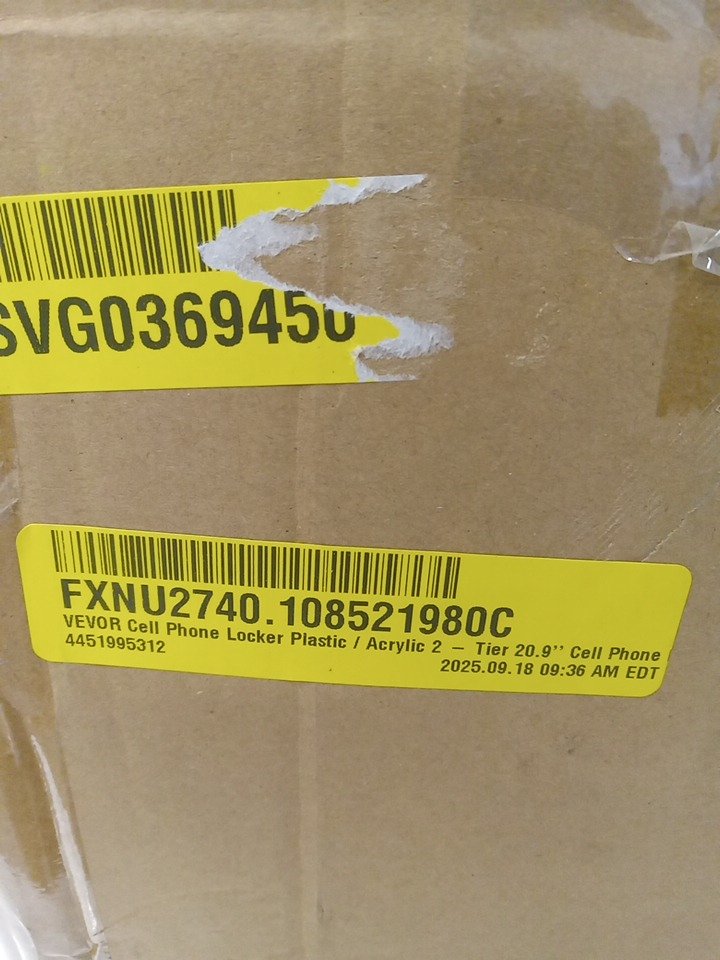 SVG0369450
FXNU2740.108521980C
VEVOR Cell Phone Locker Plastic / Acrylic 2 – Tier 20.9'' Cell Phone
4451995312
2025.09.18 09:36 AM EDT